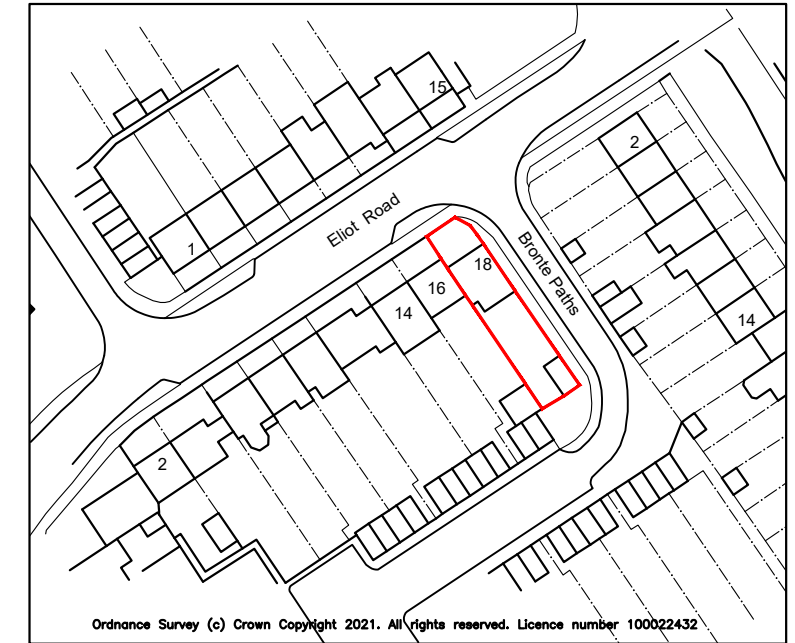 15
2
1
Eliot Road
Bronte Paths
18
16
14
14
2
Ordnance Survey (c) Crown Copyright 2021. All rights reserved. Licence number 100022432